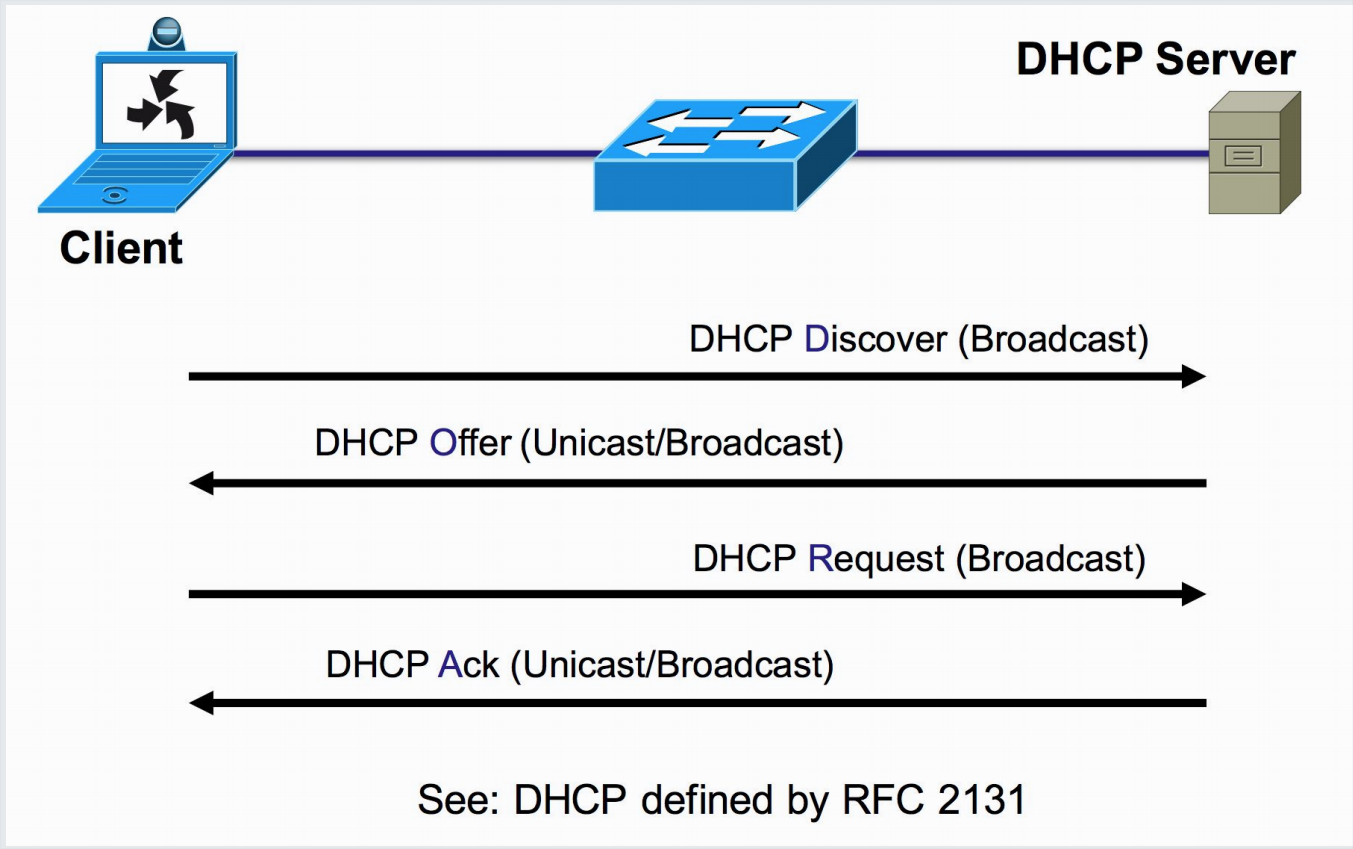 DHCP Server
Client
DHCP Discover (Broadcast)
DHCP Offer (Unicast/Broadcast)
DHCP Request (Broadcast)
DHCP Ack (Unicast/Broadcast)
See: DHCP defined by RFC 2131